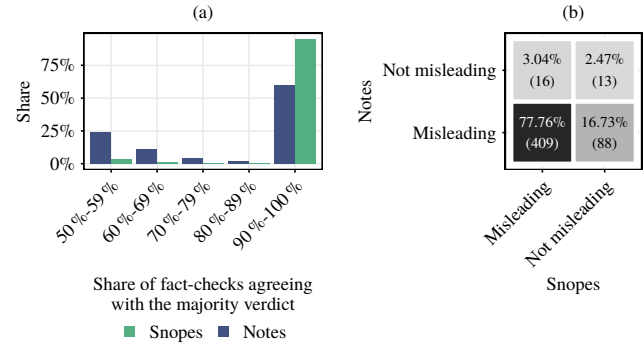 (a)
Share
75%
50%
25%
0%
50 %-59 %
60 %-69 %
70 %-79 %
80 %-89 %
90 %-100 %
Share of fact-checks agreeing
with the majority verdict
Snopes
Notes
(b)
Notes
Not misleading
Misleading
3.04%
(16)
2.47%
(13)
77.76%
(409)
16.73%
(88)
Misleading
Not misleading
Snopes